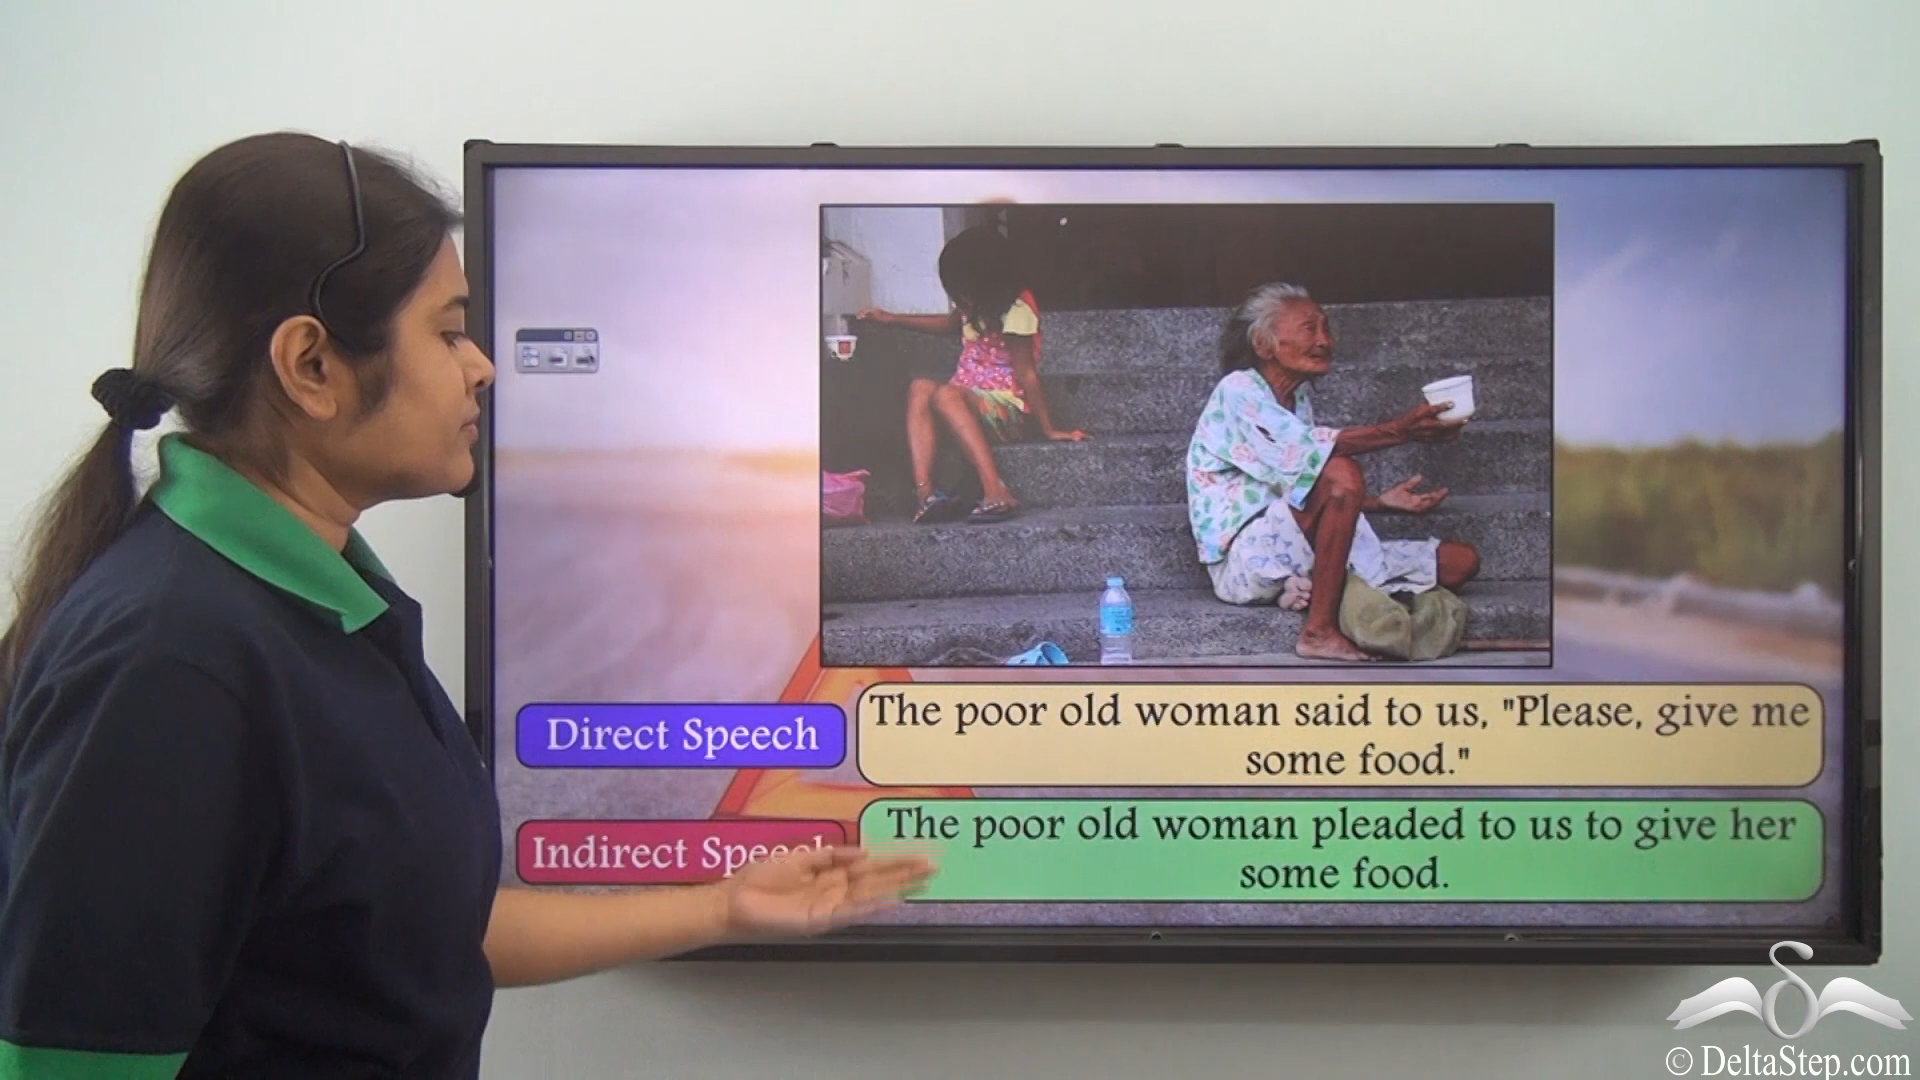 Direct Speech
The poor old woman said to us, "Please, give me
some food."
Indirect Speech
The poor old woman pleaded to us to give her
some food.
© DeltaStep.com